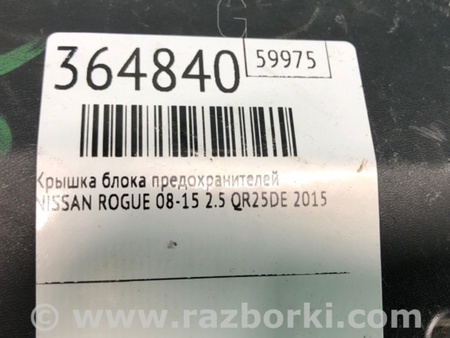 G
364840
59975
Крышка блока предохранителей
NISSAN ROGUE 08-15 2.5 QR25DE 2015
© www.razborki.com/